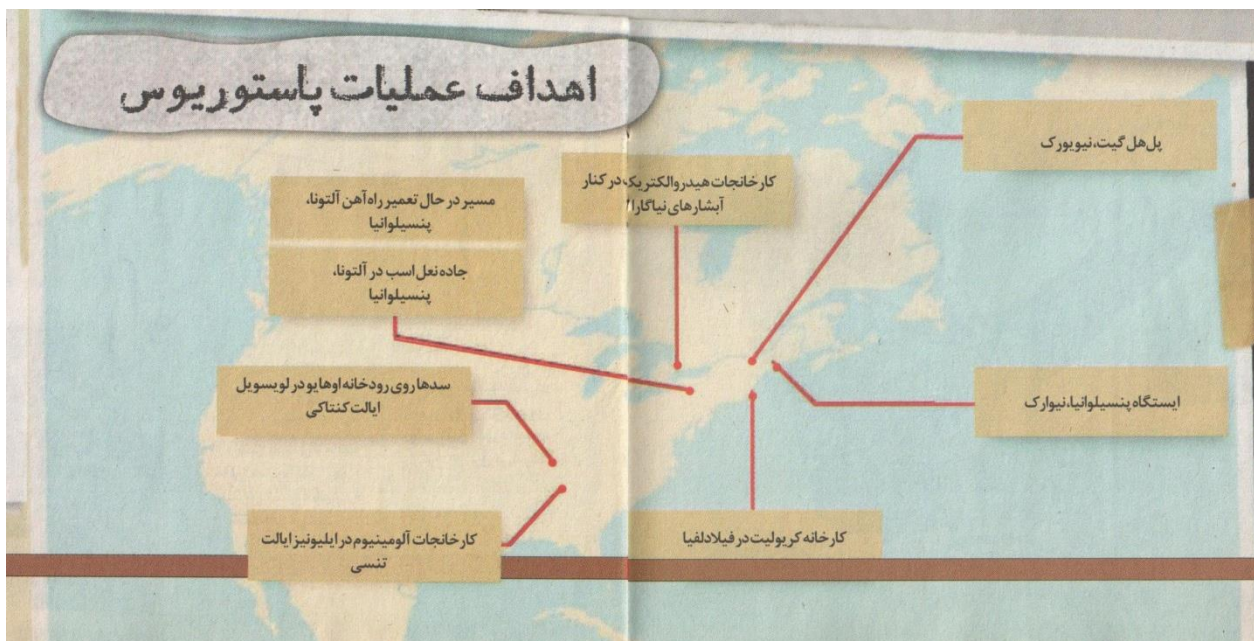 اهداف عملیات پاستوریوس
پل هل گیت، نیویورک
کارخانجات هیدروالکتریک در کنار
آبشارهای نیاگارا
مسیر در حال تعمیر راه‌آهن آلتونا،
پنسیلوانیا
جاده نعل اسب در آلتونا،
پنسیلوانیا
سدها روی رودخانه اوهایو در لویسویل
ایالت کنتاکی
ایستگاه پنسیلوانیا، نیوارک
کارخانه کریولیت در فیلادلفیا
کارخانجات آلومینیوم در ایلیونیز ایالت
تنسی